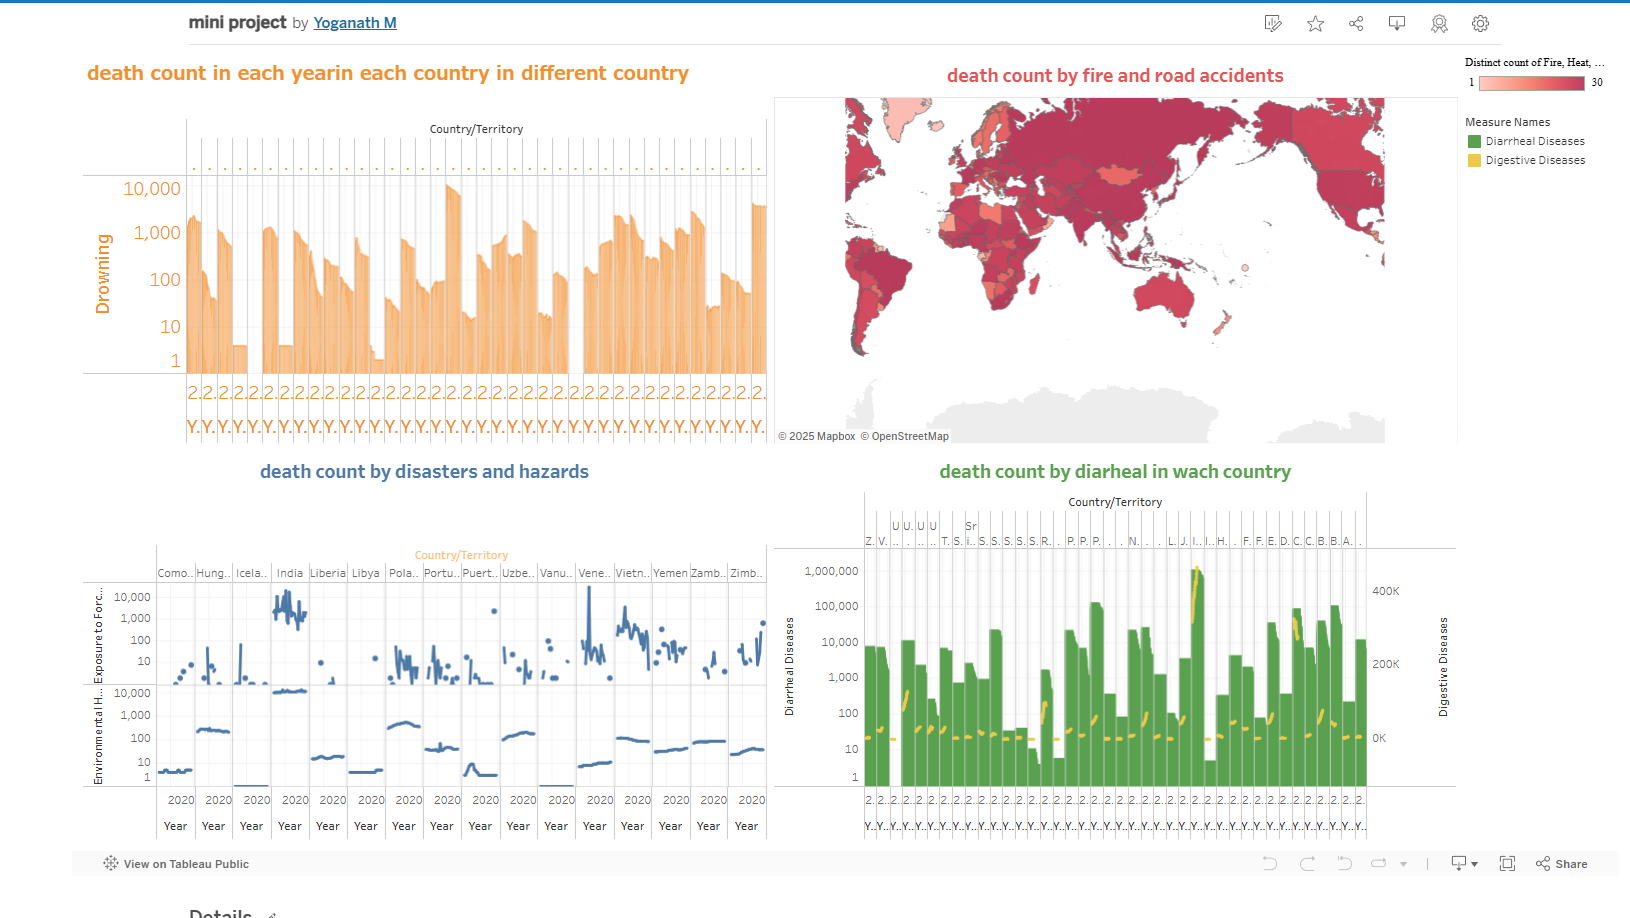 mini project by Yoganath M
death count in each yearin each country in different country
Country/Territory
. . . . . . . . . . . . . . . . . . . . . . . . . . . . . . . . . . . . . .
Drowning
10,000
1,000
100
10
1
2. 2. 2. 2. 2. 2. 2. 2. 2. 2. 2. 2. 2. 2. 2. 2. 2. 2. 2. 2. 2. 2. 2. 2. 2. 2. 2. 2. 2. 2. 2. 2. 2. 2. 2. 2. 2. 2.
Y. Y. Y. Y. Y. Y. Y. Y. Y. Y. Y. Y. Y. Y. Y. Y. Y. Y. Y. Y. Y. Y. Y. Y. Y. Y. Y. Y. Y. Y. Y. Y. Y. Y. Y. Y. Y. Y.
death count by fire and road accidents
© 2025 Mapbox © OpenStreetMap
Distinct count of Fire, Heat, ...
1 30
Measure Names
Diarrheal Diseases
Digestive Diseases
death count by disasters and hazards
Country/Territory
Como.. Hung.. Icela.. India Liberia Libya Pola.. Portu.. Puert.. Uzbe.. Vanu.. Vene.. Vietn.. Yemen Zamb.. Zimb..
Exposure to Forc...
10,000
1,000
100
10
Environmental H...
10,000
1,000
100
10
1
2020 2020 2020 2020 2020 2020 2020 2020 2020 2020 2020 2020 2020 2020 2020 2020
Year Year Year Year Year Year Year Year Year Year Year Year Year Year Year Year
death count by diarheal in wach country
Country/Territory
Z. V. U.. U. . U.. U.. T. S. Sri.. S. S. S. S. S. R. . P. P. P. . . N. . . L. J. I.. I.. H. . F. F. E. D. C. C. B. B. A. .
Diarrheal Diseases
1,000,000
100,000
10,000
1,000
100
10
1
Digestive Diseases
400K
200K
0K
2.. 2.. 2.. 2.. 2.. 2.. 2.. 2.. 2.. 2.. 2.. 2.. 2.. 2.. 2.. 2.. 2.. 2.. 2.. 2.. 2.. 2.. 2.. 2.. 2.. 2.. 2.. 2.. 2.. 2.. 2.. 2.. 2.. 2.. 2.. 2.. 2.. 2.. 2.. 2..
Y.. Y.. Y.. Y.. Y.. Y.. Y.. Y.. Y.. Y.. Y.. Y.. Y.. Y.. Y.. Y.. Y.. Y.. Y.. Y.. Y.. Y.. Y.. Y.. Y.. Y.. Y.. Y.. Y.. Y.. Y.. Y.. Y.. Y.. Y.. Y.. Y.. Y.. Y.. Y..
View on Tableau Public
Share
Details